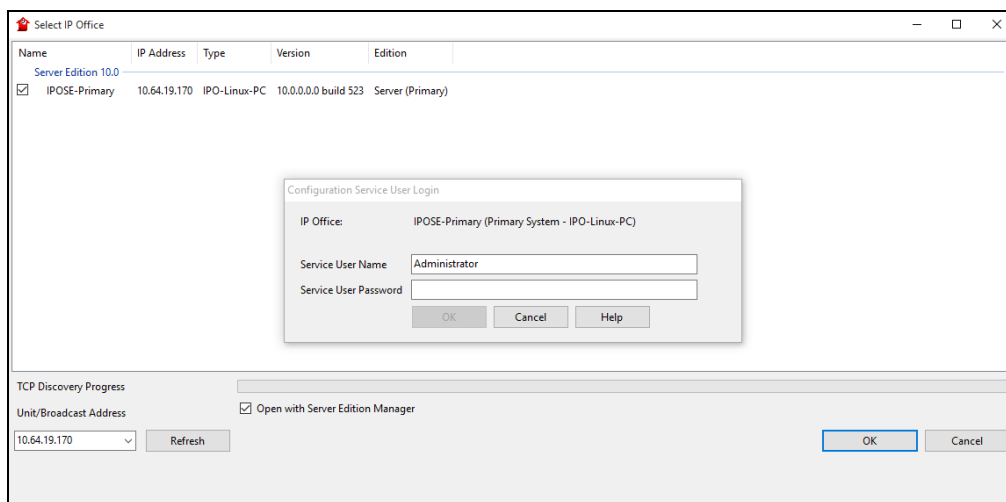 Select IP Office
Name IP Address Type Version Edition
Server Edition 10.0
IPOSE-Primary 10.64.19.170 IPO-Linux-PC 10.0.0.0.0 build 523 Server (Primary)
Configuration Service User Login
IP Office: IPOSE-Primary (Primary System - IPO-Linux-PC)
Service User Name Administrator
Service User Password
OK Cancel Help
TCP Discovery Progress
Unit/Broadcast Address
Open with Server Edition Manager
10.64.19.170 Refresh OK Cancel